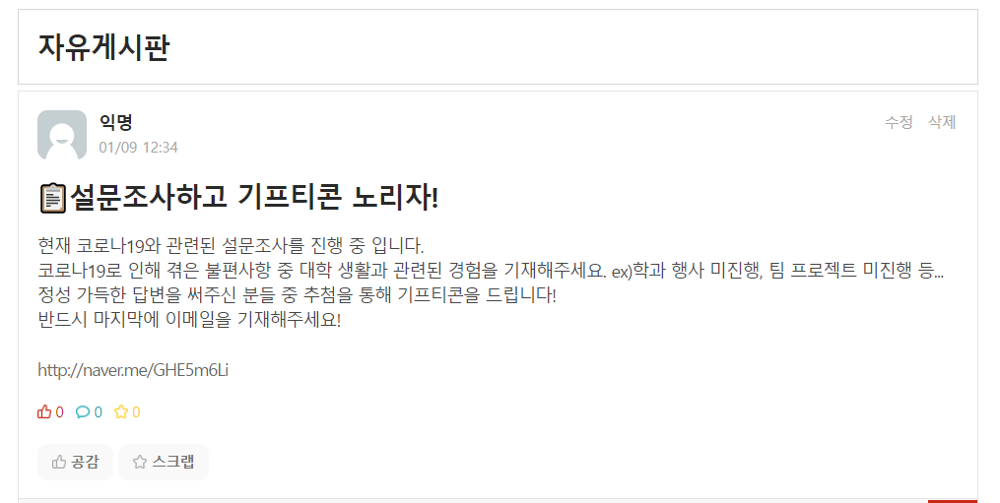 자유게시판
익명
수정 삭제
01/09 12:34
설문조사하고 기프티콘 노리자!
현재 코로나19와 관련된 설문조사를 진행 중 입니다.
코로나19로 인해 겪은 불편사항 중 대학 생활과 관련된 경험을 기재해주세요. ex)학과 행사 미진행, 팀 프로젝트 미진행 등...
정성 가득한 답변을 써주신 분들 중 추첨을 통해 기프티콘을 드립니다!
반드시 마지막에 이메일을 기재해주세요!
http://naver.me/GHE5m6Li
0 0 0
공감 스크랩